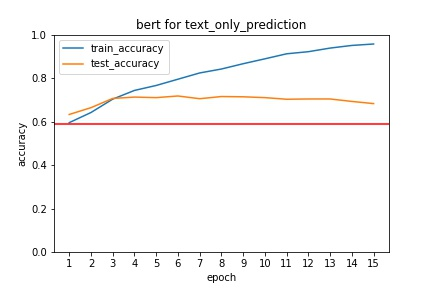 bert for text_only_prediction
train_accuracy
test_accuracy
1.0
0.8
0.6
0.4
0.2
0.0
accuracy
1 2 3 4 5 6 7 8 9 10 11 12 13 14 15
epoch